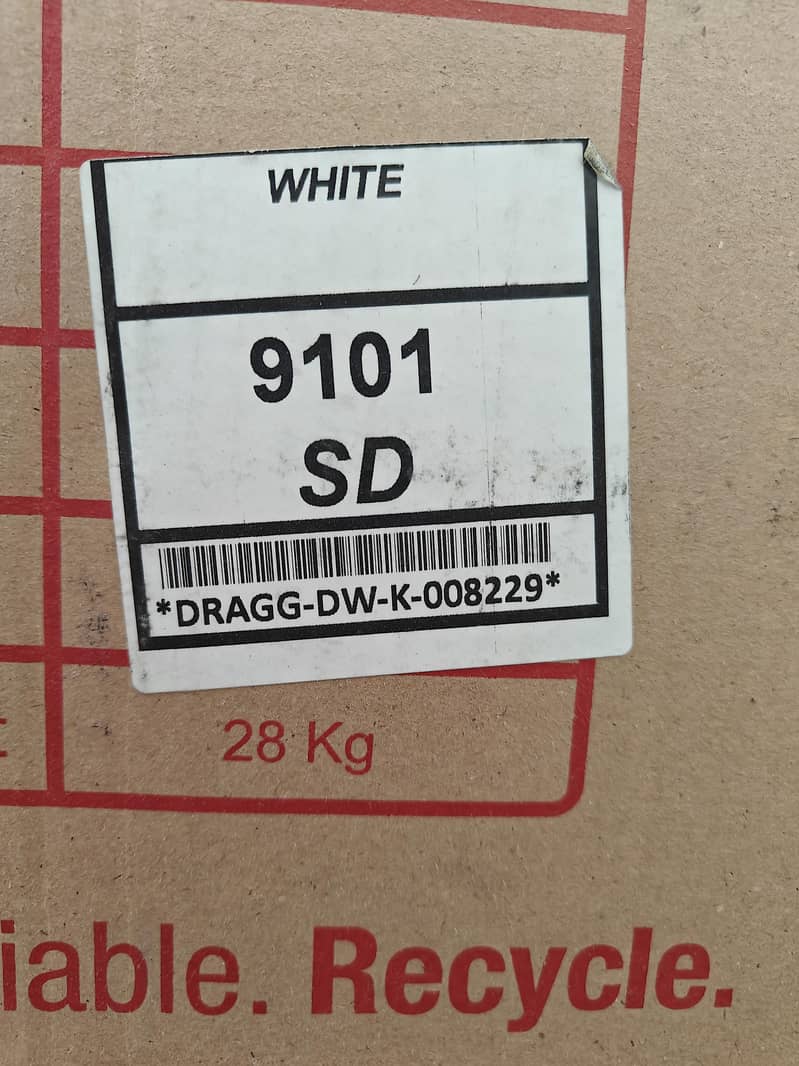 WHITE
9101
SD
*DRAGG-DW-K-008229*
28 Kg
iable. Recycle.